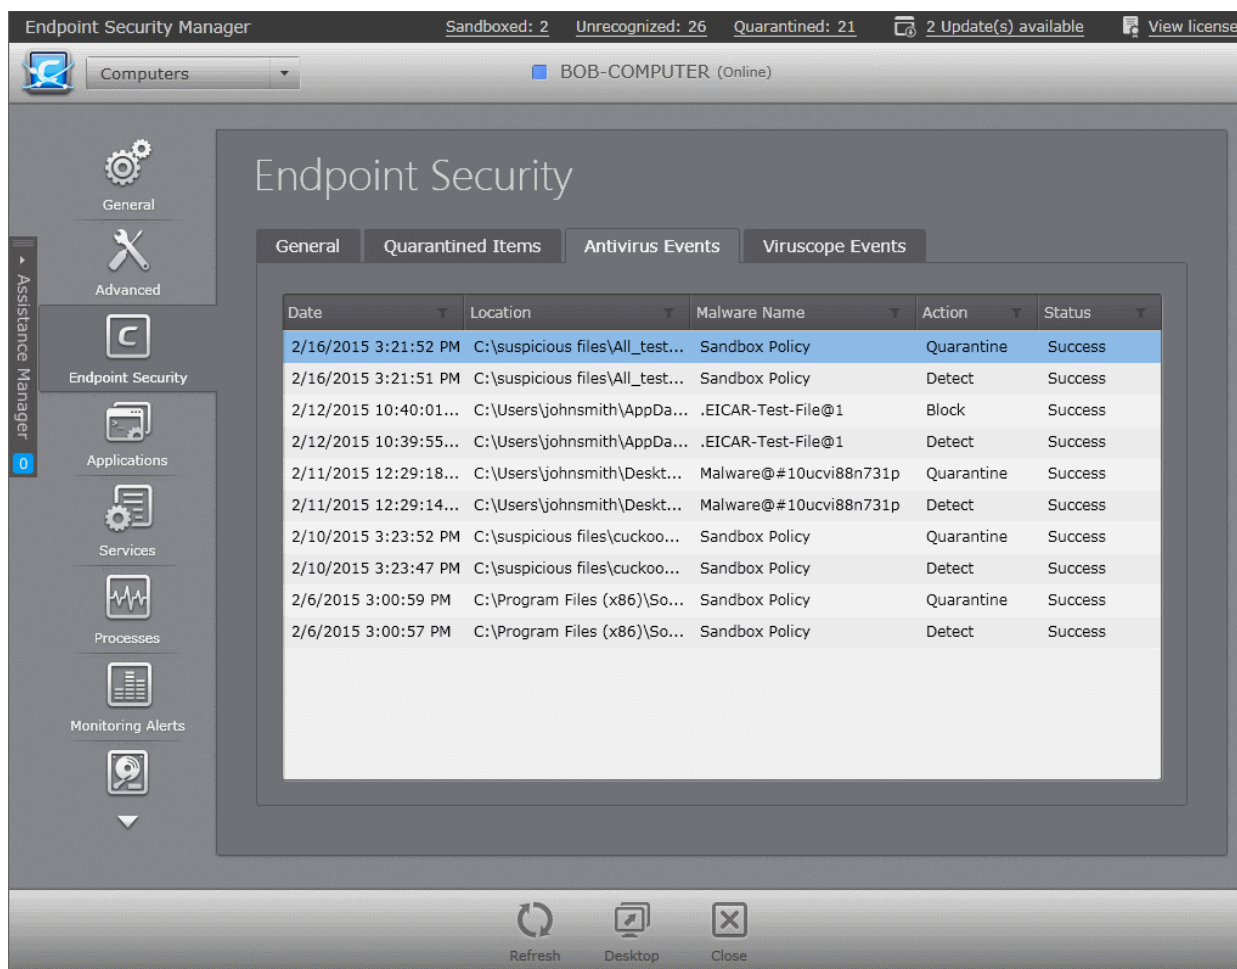 Endpoint Security Manager Sandboxed: 2 Unrecognized: 26 Quarantined: 21 2 Update(s) available View license
Computers BOB-COMPUTER (Online)
General
Advanced
Endpoint Security
Applications
Services
Processes
Monitoring Alerts
Assistance Manager
0
Endpoint Security
General Quarantined Items Antivirus Events Viruscope Events
Date Location Malware Name Action Status
2/16/2015 3:21:52 PM C:\suspicious files\All_test... Sandbox Policy Quarantine Success
2/16/2015 3:21:51 PM C:\suspicious files\All_test... Sandbox Policy Detect Success
2/12/2015 10:40:01... C:\Users\johnsmith\AppDa... .EICAR-Test-File@1 Block Success
2/12/2015 10:39:55... C:\Users\johnsmith\AppDa... .EICAR-Test-File@1 Detect Success
2/11/2015 12:29:18... C:\Users\johnsmith\Deskt... Malware@#10ucvi88n731p Quarantine Success
2/11/2015 12:29:14... C:\Users\johnsmith\Deskt... Malware@#10ucvi88n731p Detect Success
2/10/2015 3:23:52 PM C:\suspicious files\cuckoo... Sandbox Policy Quarantine Success
2/10/2015 3:23:47 PM C:\suspicious files\cuckoo... Sandbox Policy Detect Success
2/6/2015 3:00:59 PM C:\Program Files (x86)\So... Sandbox Policy Quarantine Success
2/6/2015 3:00:57 PM C:\Program Files (x86)\So... Sandbox Policy Detect Success
Refresh Desktop Close